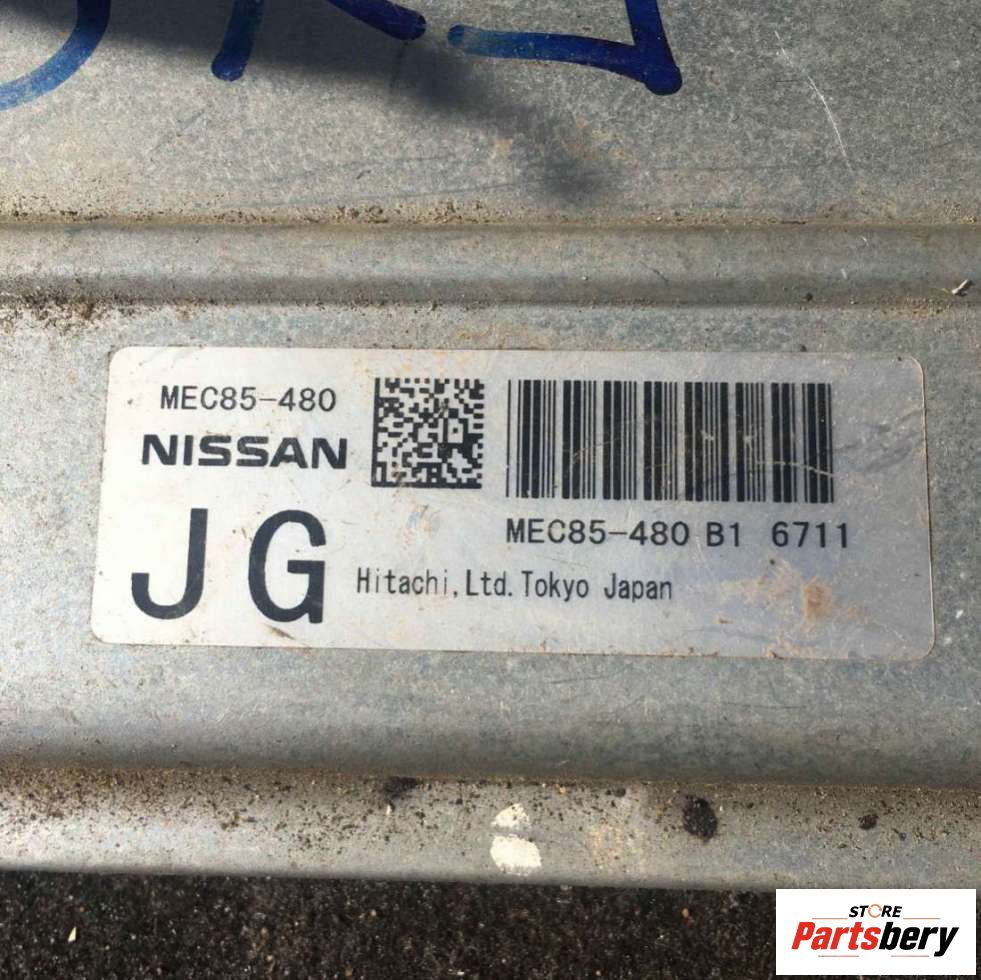 MEC85-480
NISSAN
JG
MEC85-480 B1 6711
Hitachi,Ltd.Tokyo Japan
STORE
Partsbery